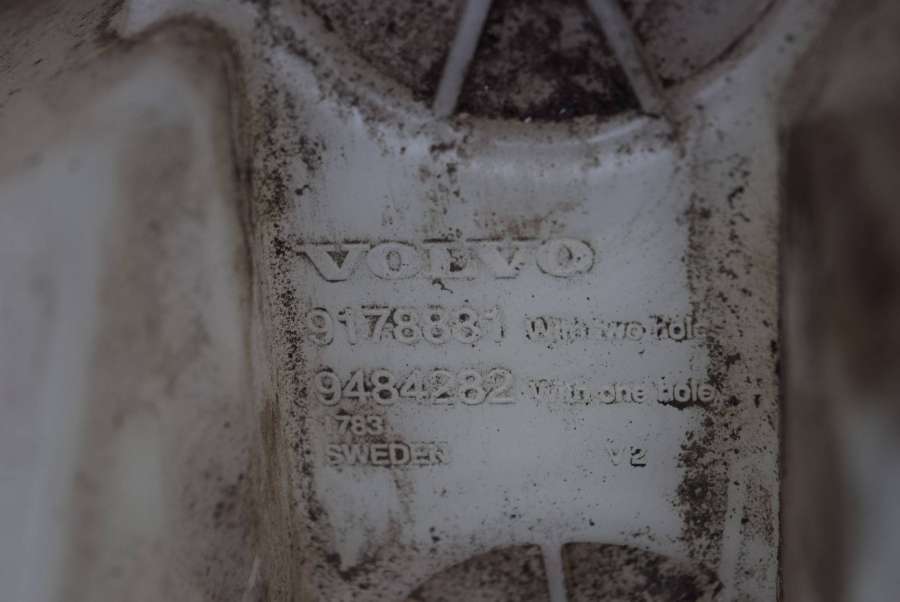 VOLVO
9178881 With two hole
9484282 With one hole
1783
SWEDEN V2